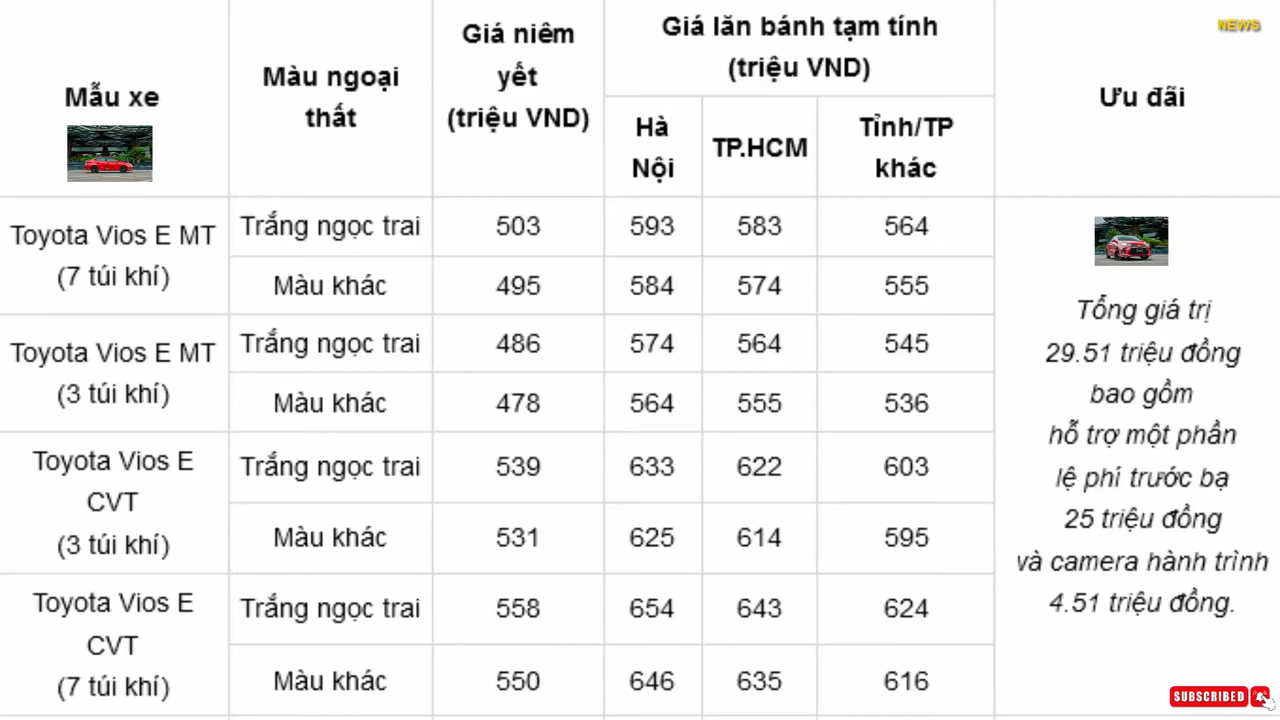 NEWS
Mẫu xe
Màu ngoại
thất
Giá niêm
yết
(triệu VND)
Giá lăn bánh tạm tính
(triệu VND)
Ưu đãi
Hà
Nội
TP.HCM
Tỉnh/TP
khác
Toyota Vios E MT
(7 túi khí)
Trắng ngọc trai 503 593 583 564
Màu khác 495 584 574 555
Toyota Vios E MT
(3 túi khí)
Trắng ngọc trai 486 574 564 545
Màu khác 478 564 555 536
Toyota Vios E
CVT
(3 túi khí)
Trắng ngọc trai 539 633 622 603
Màu khác 531 625 614 595
Toyota Vios E
CVT
(7 túi khí)
Trắng ngọc trai 558 654 643 624
Màu khác 550 646 635 616
Tổng giá trị
29.51 triệu đồng
bao gồm
hỗ trợ một phần
lệ phí trước bạ
25 triệu đồng
và camera hành trình
4.51 triệu đồng.
SUBSCRIBED